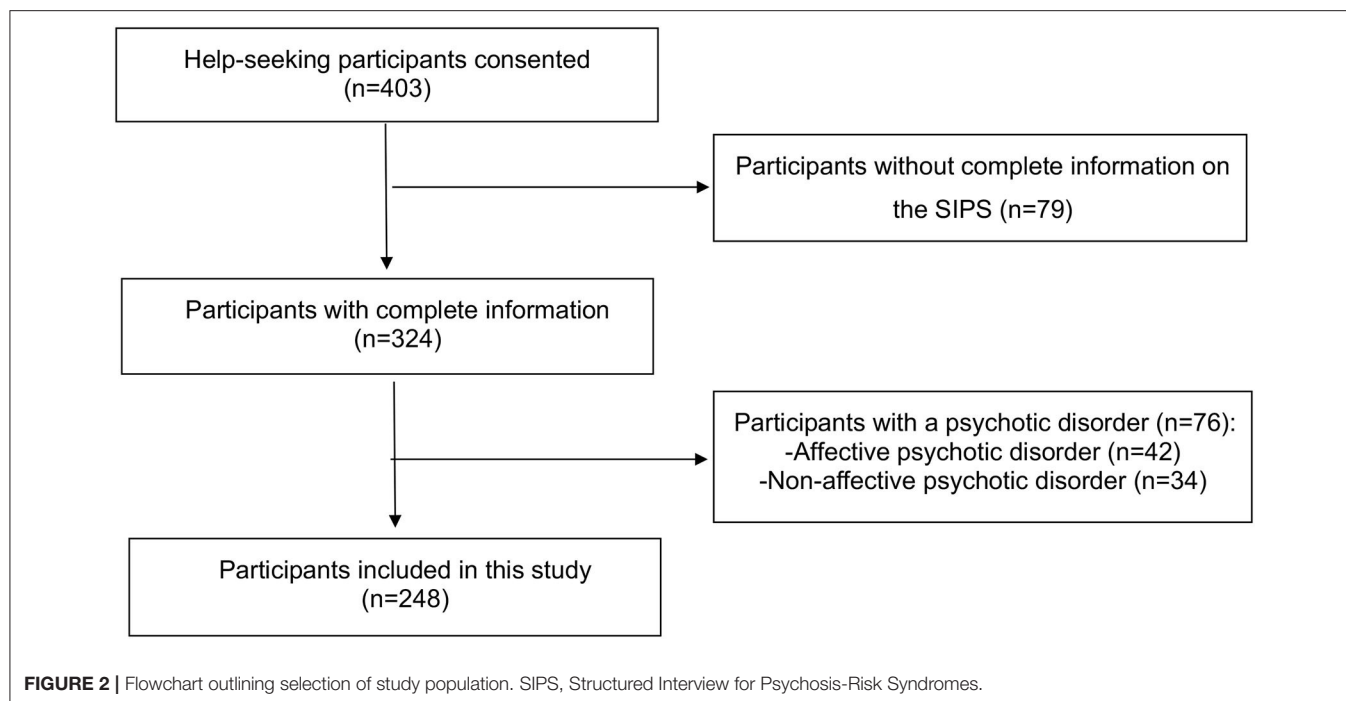 Help-seeking participants consented
(n=403)
Participants without complete information on
the SIPS (n=79)
Participants with complete information
(n=324)
Participants with a psychotic disorder (n=76):
-Affective psychotic disorder (n=42)
-Non-affective psychotic disorder (n=34)
Participants included in this study
(n=248)
FIGURE 2 | Flowchart outlining selection of study population. SIPS, Structured Interview for Psychosis-Risk Syndromes.